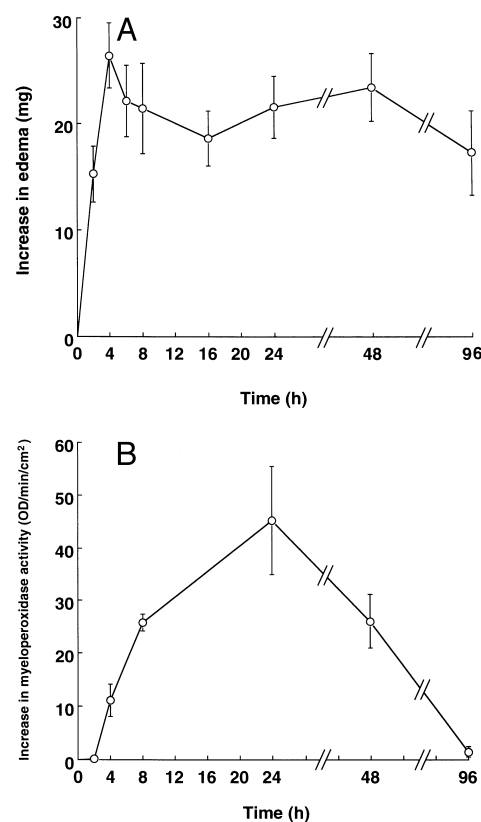 A
Increase in edema (mg)
30
20
10
0
0 2 4 8 12 16 20 24 48 96
Time (h)
B
Increase in myeloperoxidase activity (OD/min/cm²)
60
50
40
30
20
10
0
0 4 8 12 16 20 24 48 96
Time (h)